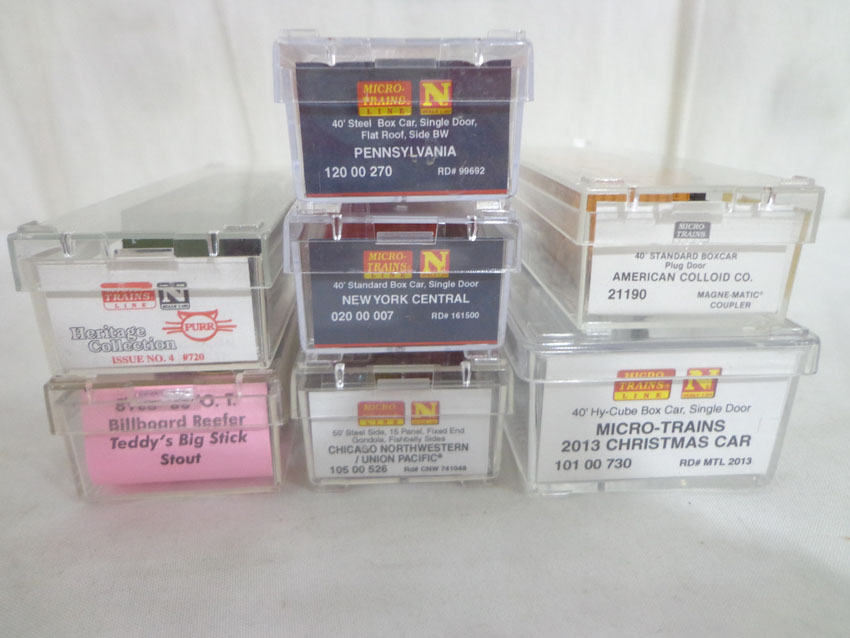 MICRO-
TRAINS
LINE
N
40' Steel Box Car, Single Door,
Flat Roof, Side BW
PENNSYLVANIA
120 00 270 RD# 99692
MICRO-
TRAINS
LINE
N
40' Standard Box Car, Single Door
NEW YORK CENTRAL
020 00 007 RD# 161500
MICRO-
TRAINS
40' STANDARD BOXCAR
Plug Door
AMERICAN COLLOID CO.
21190 MAGNE-MATIC®
COUPLER
TRAINS
LINE
N
PURR
Heritage
Collection
ISSUE NO. 4 #720
O. T.
Billboard Reefer
Teddy's Big Stick
Stout
MICRO
TRAINS
LINE
N
50' Steel Side, 15 Panel, Fixed End
Gondola, Fishbelly Sides
CHICAGO NORTHWESTERN
/ UNION PACIFIC®
105 00 526 Rd# CNW 741048
MICRO-
TRAINS
LINE
N
40' Hy-Cube Box Car, Single Door
MICRO-TRAINS
2013 CHRISTMAS CAR
101 00 730 RD# MTL 2013